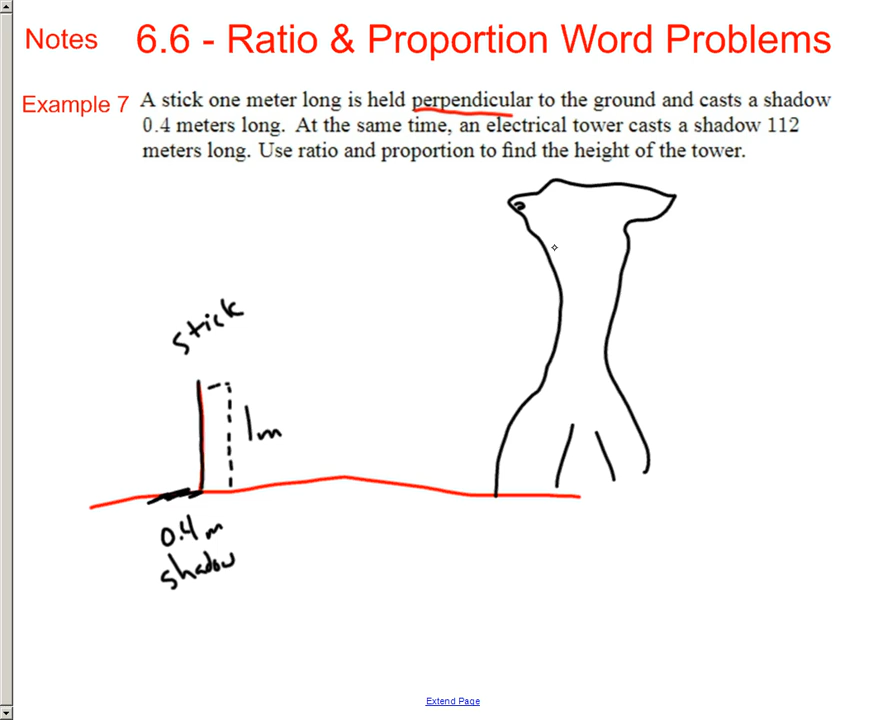 Notes 6.6 - Ratio & Proportion Word Problems
Example 7 A stick one meter long is held perpendicular to the ground and casts a shadow
0.4 meters long. At the same time, an electrical tower casts a shadow 112
meters long. Use ratio and proportion to find the height of the tower.
stick
1m
0.4 m
shadow
Extend Page